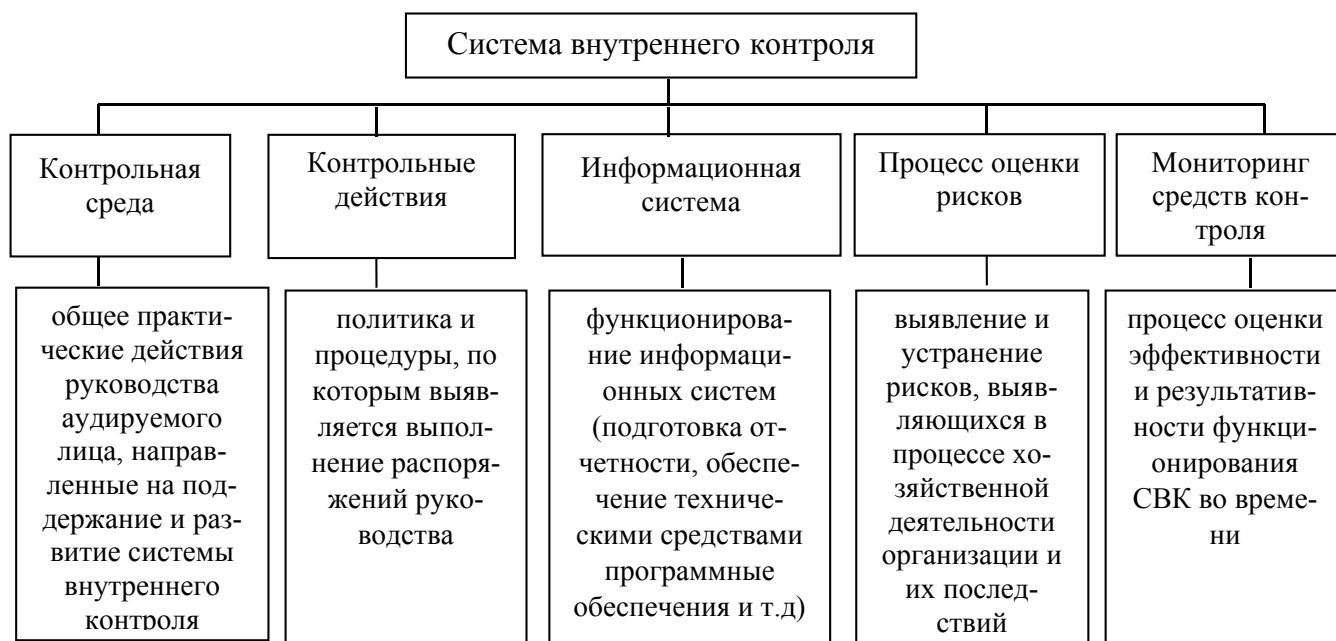 Система внутреннего контроля
Контрольная
среда
Контрольные
действия
Информационная
система
Процесс оценки
рисков
Мониторинг
средств кон-
троля
общее практи-
ческие действия
руководства
аудируемого
лица, направ-
ленные на под-
держание и раз-
витие системы
внутреннего
контроля
политика и
процедуры, по
которым выяв-
ляется выпол-
нение распоря-
жений руко-
водства
функционирова-
ние информаци-
онных систем
(подготовка от-
четности, обеспе-
чение техниче-
скими средствами
программные
обеспечения и т.д)
выявление и
устранение
рисков, выяв-
ляющихся в
процессе хо-
зяйственной
деятельности
организации и
их послед-
ствий
процесс оценки
эффективности
и результатив-
ности функци-
онирования
СВК во време-
ни